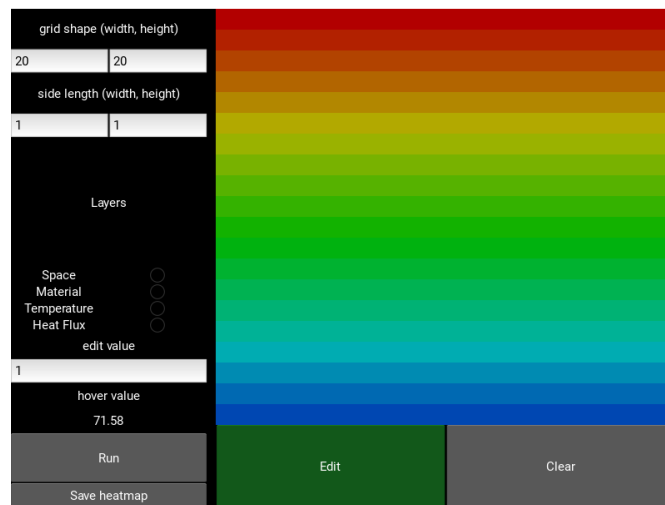 grid shape (width, height)
20 20
side length (width, height)
1 1
Layers
Space
Material
Temperature
Heat Flux
edit value
1
hover value
71.58
Run
Edit
Clear
Save heatmap